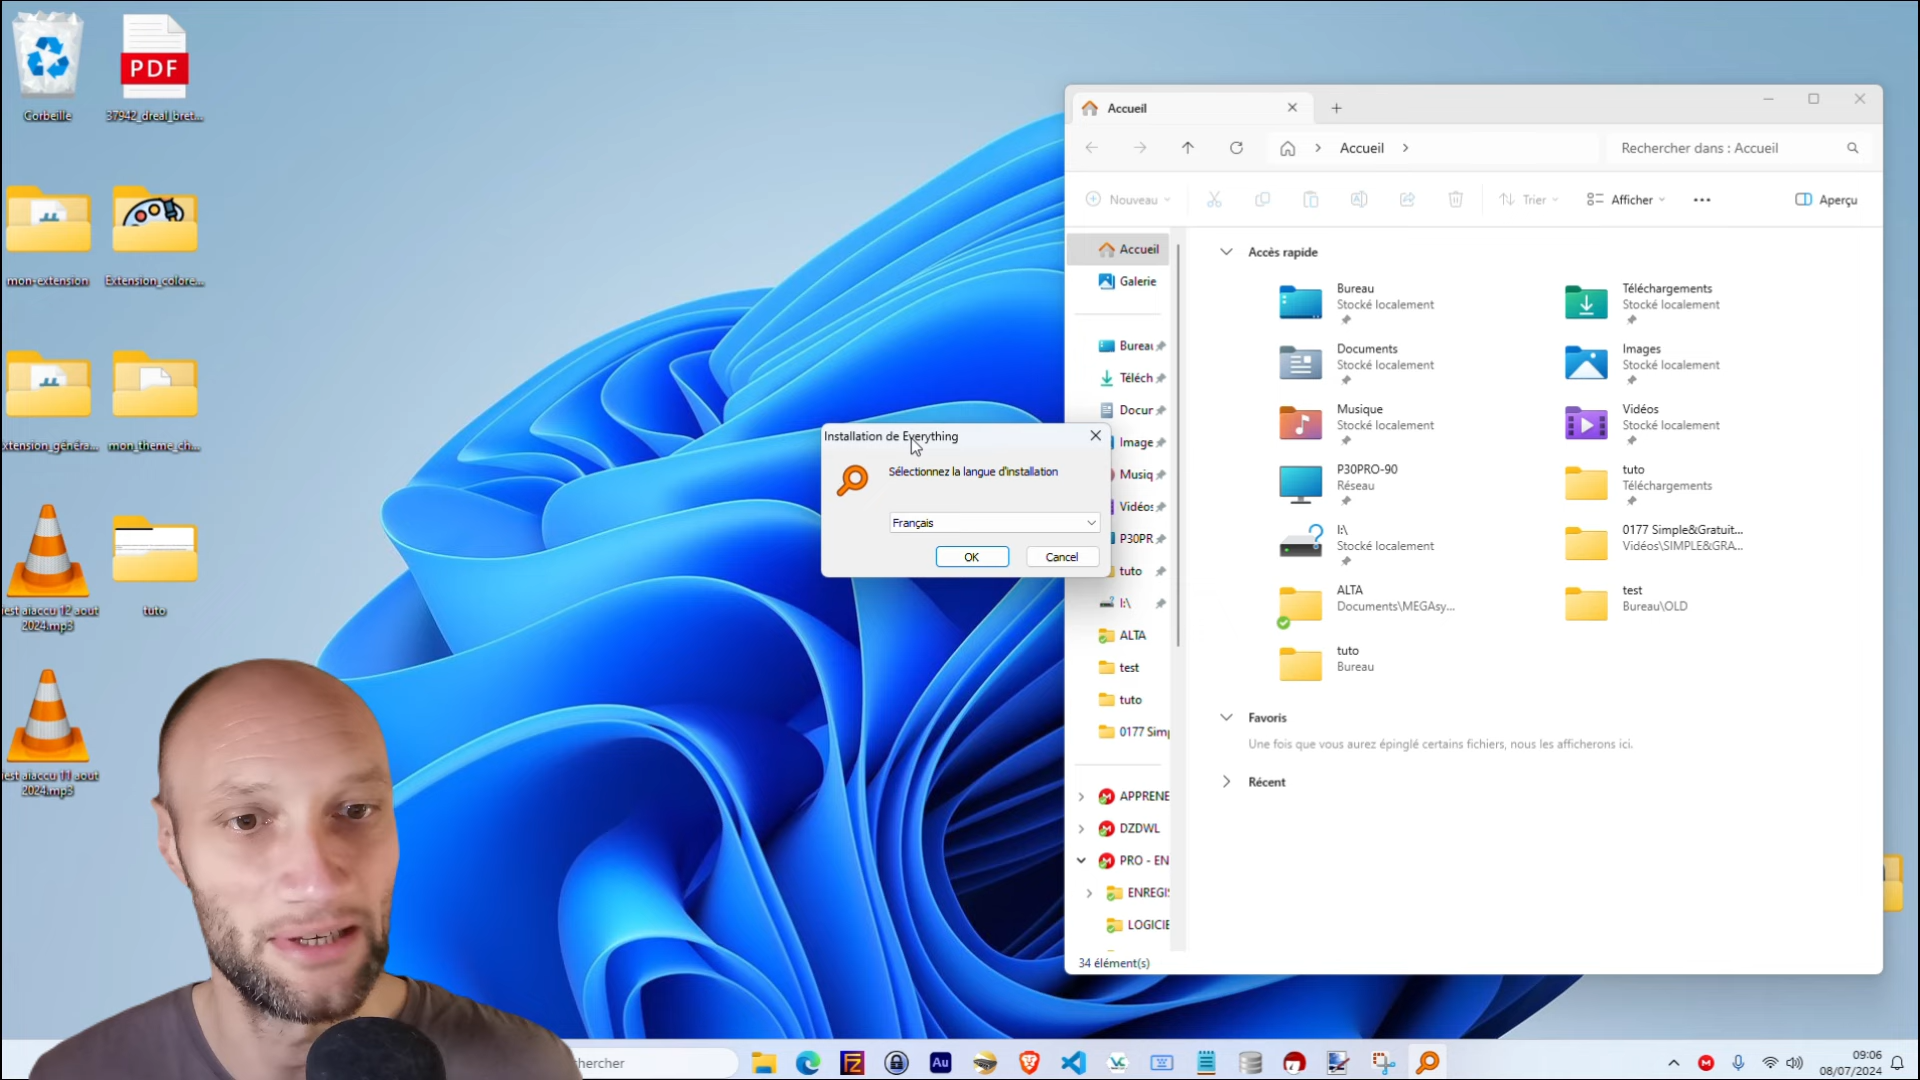 Corbeille
PDF
37942_dreal_bret...
mon-extension
Extension_colore...
xtension_généra...
mon_theme_ch...
test aiaccu 12 aout
2024.mp3
tuto
test aiaccu 11 aout
2024.mp3
Accueil
Accueil
Rechercher dans : Accueil
Nouveau
Trier
Afficher
Aperçu
Accueil
Galerie
Bureau
Téléch
Docur
Image
Musiq
Vidéos
P30PR
tuto
I:\
ALTA
test
tuto
0177 Simp
APPRENE
DZDWL
PRO - EN
ENREGIS
LOGICIE
Accès rapide
Bureau
Stocké localement
Téléchargements
Stocké localement
Documents
Stocké localement
Images
Stocké localement
Musique
Stocké localement
Vidéos
Stocké localement
P30PRO-90
Réseau
tuto
Téléchargements
I:\
Stocké localement
0177 Simple&Gratuit...
Vidéos\SIMPLE&GRA...
ALTA
Documents\MEGAsy...
test
Bureau\OLD
tuto
Bureau
Favoris
Une fois que vous aurez épinglé certains fichiers, nous les afficherons ici.
Récent
34 élément(s)
Installation de Everything
Sélectionnez la langue d'installation
Français
OK
Cancel
hercher
Au
09:06
08/07/2024